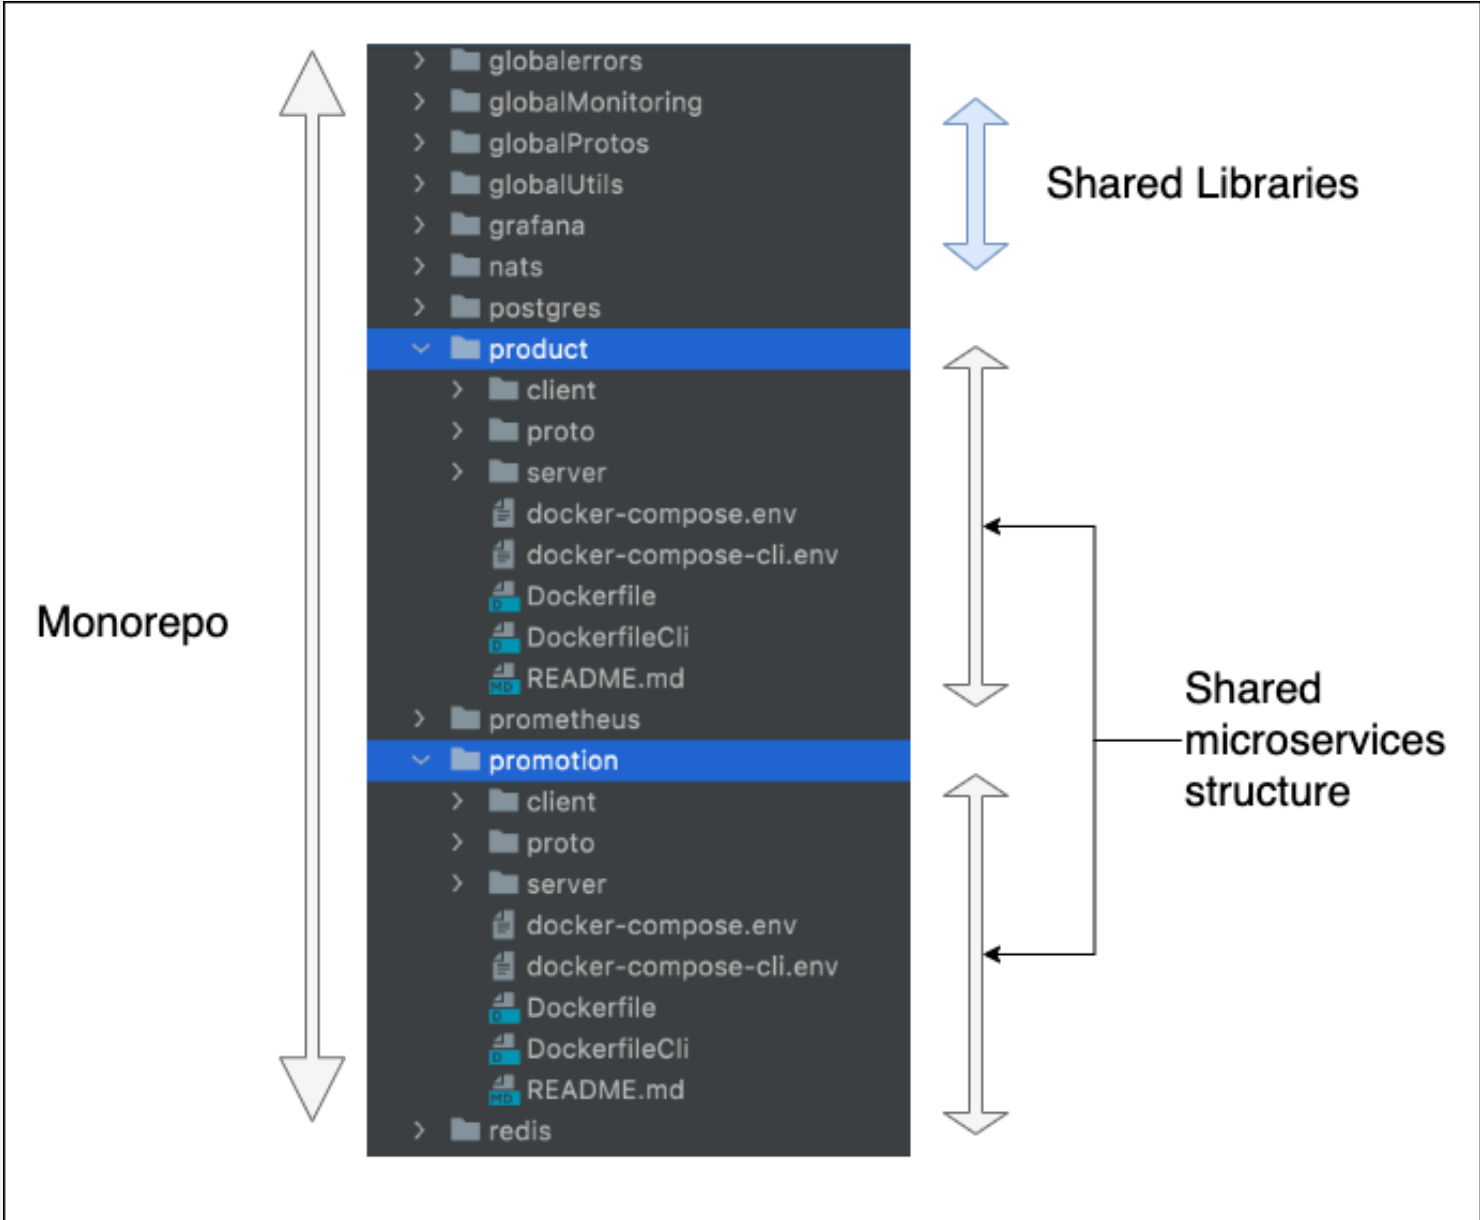 globalerrors
globalMonitoring
globalProtos
globalUtils
grafana
nats
postgres
product
client
proto
server
docker-compose.env
docker-compose-cli.env
D Dockerfile
D DockerfileCli
MD README.md
prometheus
promotion
client
proto
server
docker-compose.env
docker-compose-cli.env
D Dockerfile
D DockerfileCli
MD README.md
redis
Monorepo
Shared Libraries
Shared
microservices
structure